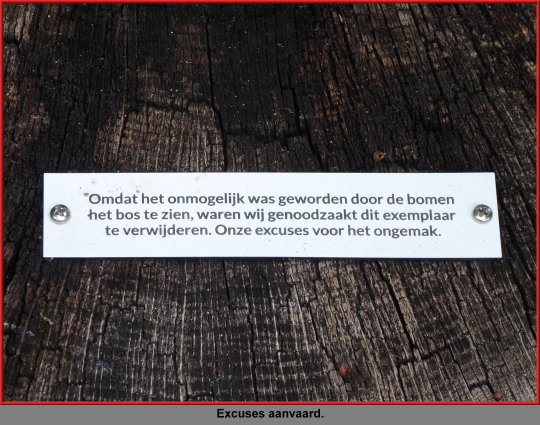 Omdat het onmogelijk was geworden door de bomen
het bos te zien, waren wij genoodzaakt dit exemplaar
te verwijderen. Onze excuses voor het ongemak.
Excuses aanvaard.